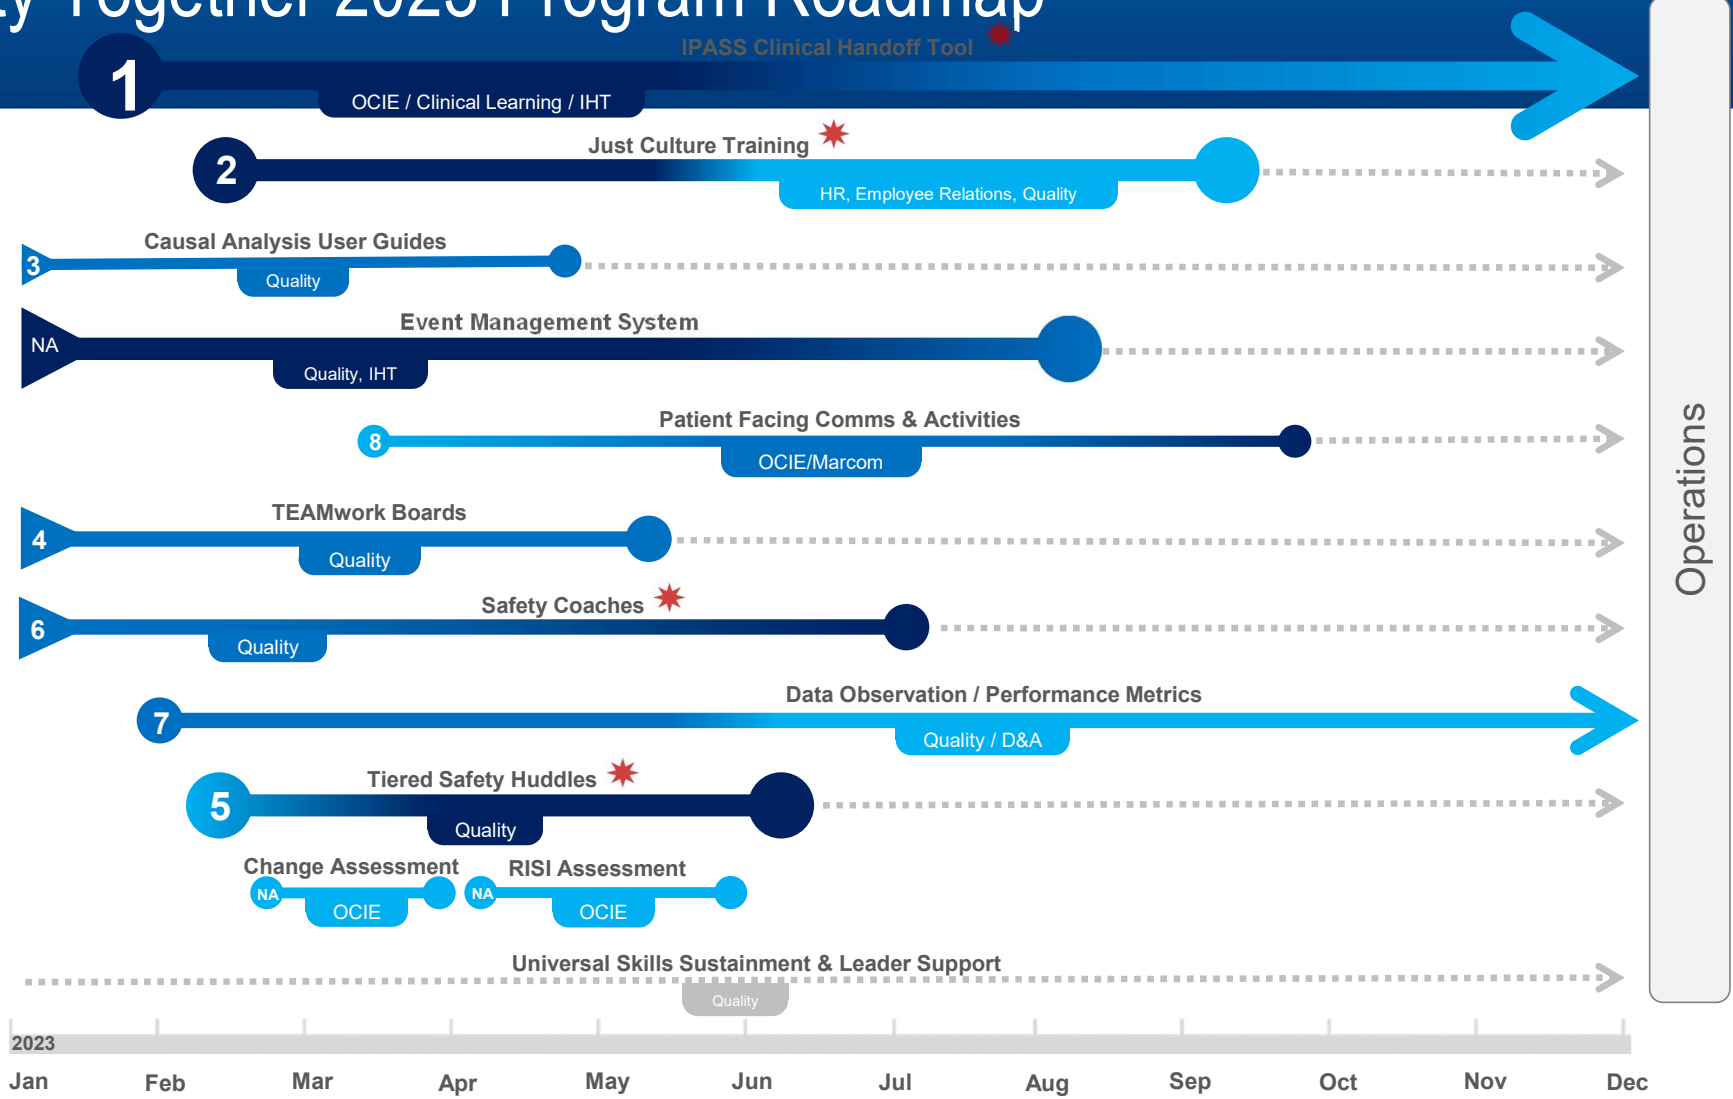 Together 2023 Program Roadmap
IPASS Clinical Handoff Tool
1
OCIE / Clinical Learning / IHT
Just Culture Training
2
HR, Employee Relations, Quality
Causal Analysis User Guides
3
Quality
Event Management System
NA
Quality, IHT
Patient Facing Comms & Activities
8
OCIE/Marcom
TEAMwork Boards
4
Quality
Safety Coaches
6
Quality
Data Observation / Performance Metrics
7
Quality / D&A
Tiered Safety Huddles
5
Quality
Change Assessment
NA
OCIE
RISI Assessment
NA
OCIE
Universal Skills Sustainment & Leader Support
Quality
Operations
2023
Jan Feb Mar Apr May Jun Jul Aug Sep Oct Nov Dec